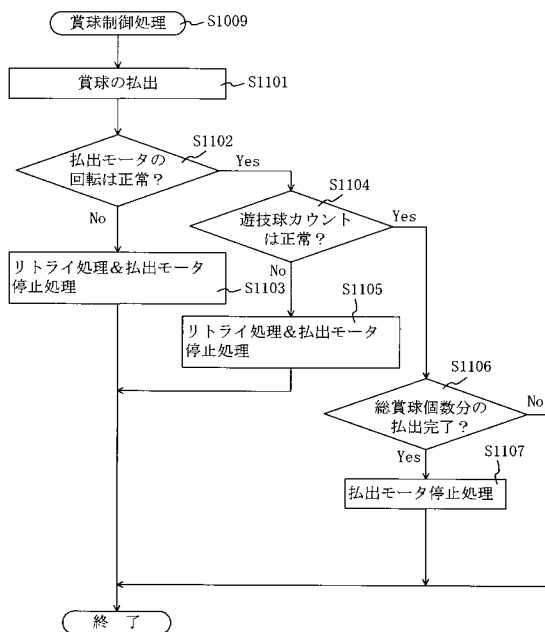 賞球制御処理
S1009
賞球の払出
S1101
S1102
払出モータの
回転は正常?
Yes
No
S1104
遊技球カウント
は正常?
Yes
No
リトライ処理&払出モータ
停止処理
S1103
S1105
リトライ処理&払出モータ
停止処理
S1106
総賞球個数分の
払出完了?
No
Yes
S1107
払出モータ停止処理
終 了